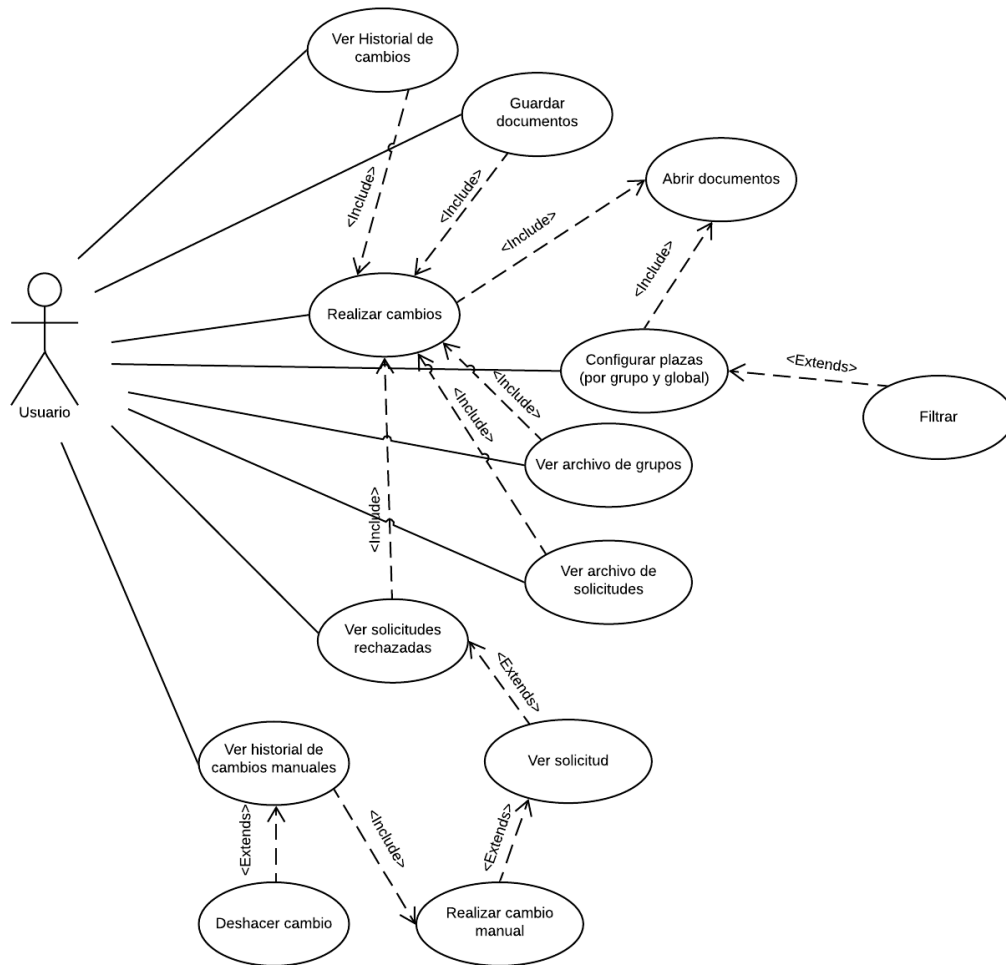 Ver Historial de
cambios
Guardar
documentos
Abrir documentos
<Include>
<Include>
<Include>
<Include>
Realizar cambios
Configurar plazas
(por grupo y global)
<Extends>
Filtrar
Usuario
<Include>
<Include>
Ver archivo de grupos
<Include>
Ver archivo de
solicitudes
Ver solicitudes
rechazadas
<Extends>
Ver historial de
cambios manuales
Ver solicitud
<Extends>
<Include>
<Extends>
Deshacer cambio
Realizar cambio
manual